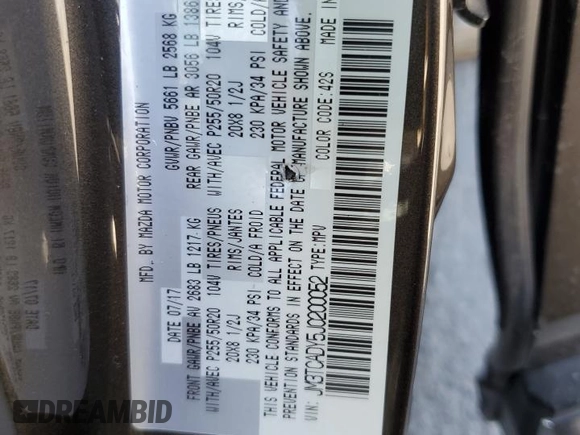 MFD. BY MAZDA MOTOR CORPORATION
DATE 07/17 GVWR/PNBV 5661 LB 2568 KG
FRONT GAWR/PNBE AV 2683 LB 1217 KG REAR GAWR/PNBE AR 3056 LB 1386
WITH/AVEC P255/50R20 104V TIRES/PNEUS WITH/AVEC P255/50R20 104V TIRES
20X8 1/2J RIMS/JANTES 20X8 1/2J RIMS
230 KPA/34 PSI COLD/A FROID 230 KPA/34 PSI COLD/
THIS VEHICLE CONFORMS TO ALL APPLICABLE FEDERAL MOTOR VEHICLE SAFETY AND
PREVENTION STANDARDS IN EFFECT ON THE DATE OF MANUFACTURE SHOWN ABOVE.
VIN: JM3TCADY5J0200052 TYPE: MPV COLOR CODE: 42S
DREAMBID